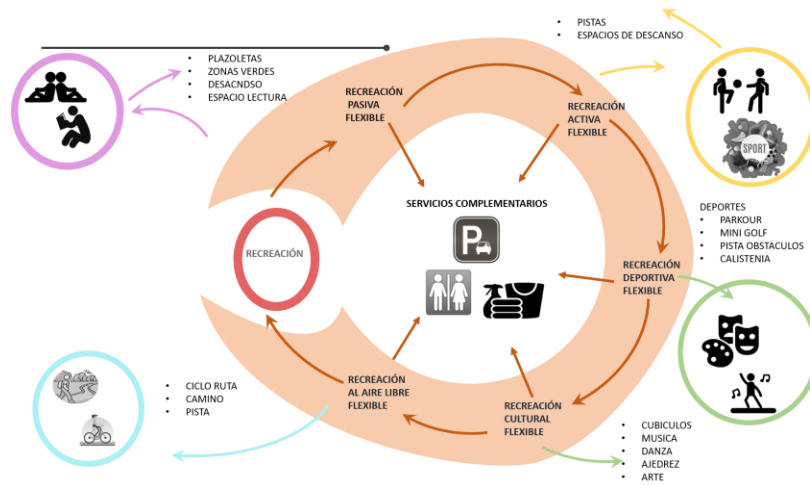 PISTAS
ESPACIOS DE DESCANSO
PLAZOLETAS
ZONAS VERDES
DESACNDSO
ESPACIO LECTURA
RECREACIÓN
PASIVA
FLEXIBLE
RECREACIÓN
ACTIVA
FLEXIBLE
SPORT
SERVICIOS COMPLEMENTARIOS
P
RECREACIÓN
RECREACIÓN
DEPORTIVA
FLEXIBLE
DEPORTES
PARKOUR
MINI GOLF
PISTA OBSTACULOS
CALISTENIA
CICLO RUTA
CAMINO
PISTA
RECREACIÓN
AL AIRE LIBRE
FLEXIBLE
RECREACIÓN
CULTURAL
FLEXIBLE
CUBICULOS
MUSICA
DANZA
AJEDREZ
ARTE